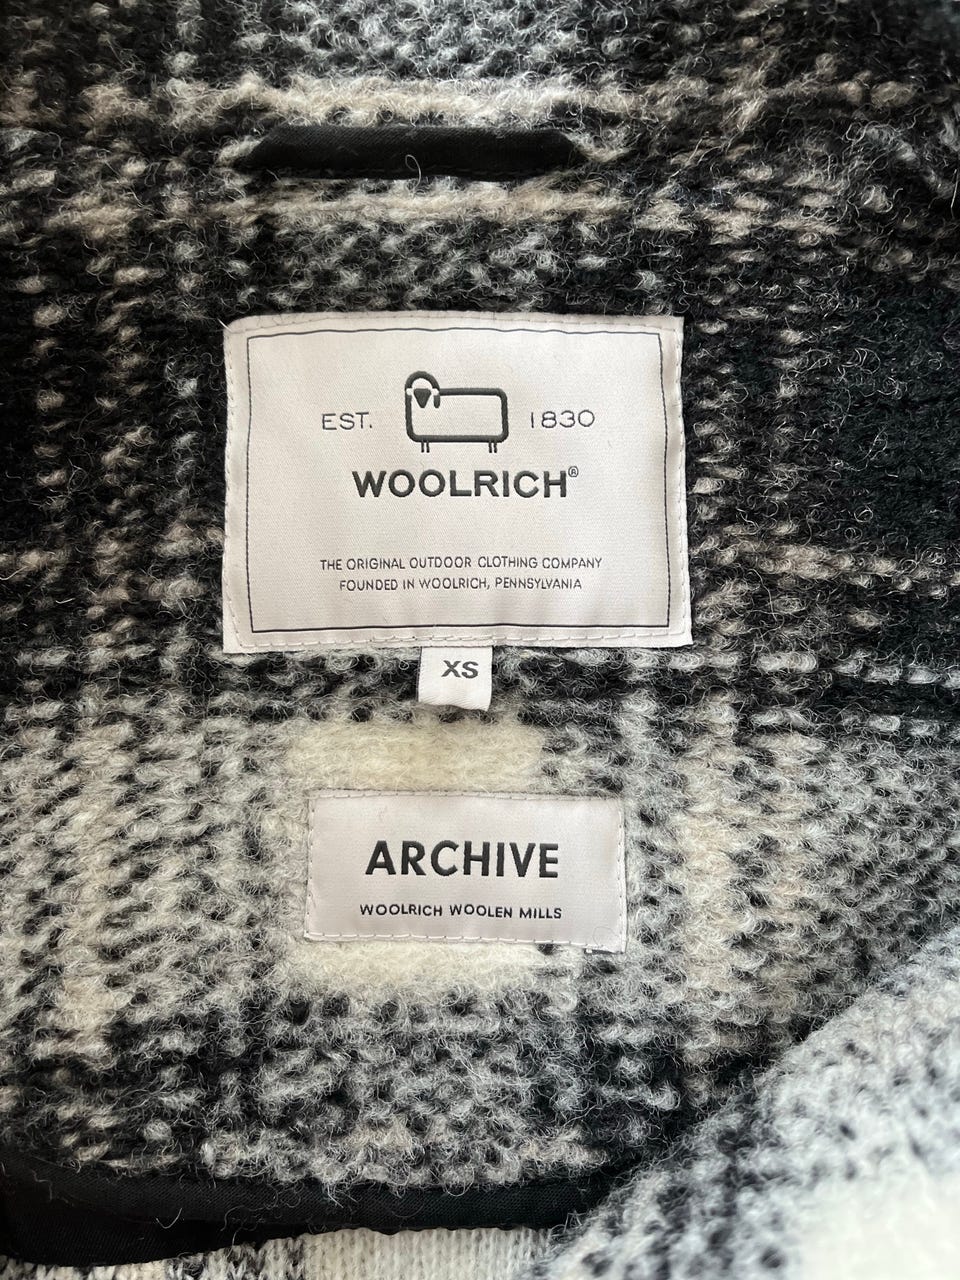 EST. 1830
WOOLRICH®
THE ORIGINAL OUTDOOR CLOTHING COMPANY
FOUNDED IN WOOLRICH, PENNSYLVANIA
XS
ARCHIVE
WOOLRICH WOOLEN MILLS